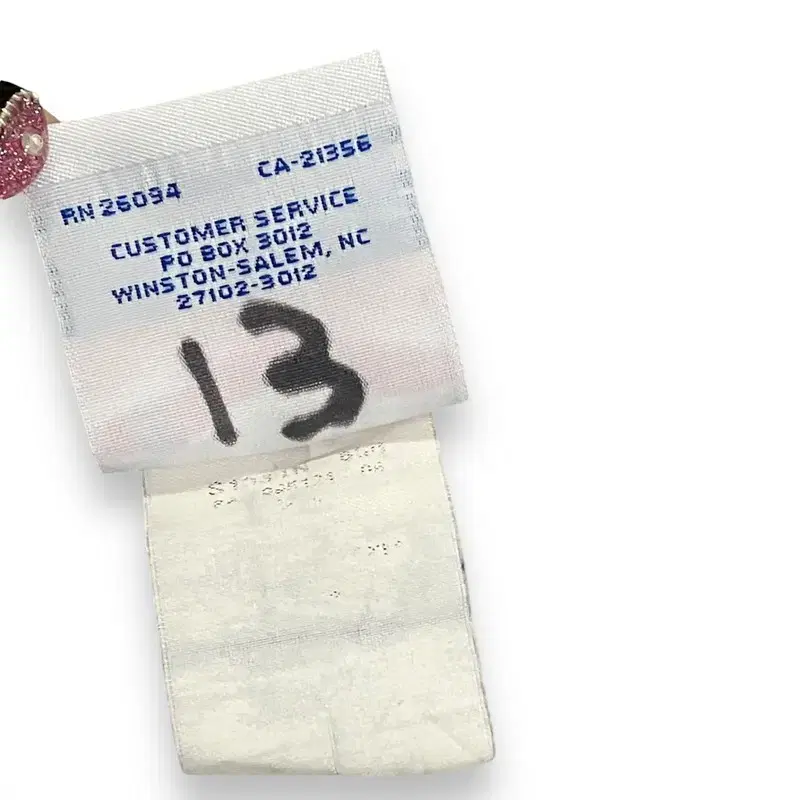 RN 26094 CA-21356
CUSTOMER SERVICE
PO BOX 3012
WINSTON-SALEM, NC
27102-3012
13